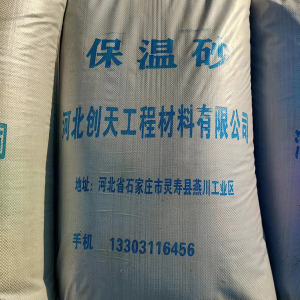 保温砂
河北创天工程材料有限公司
地址：河北省石家庄市灵寿县燕川工业区
手机 13303116456
司